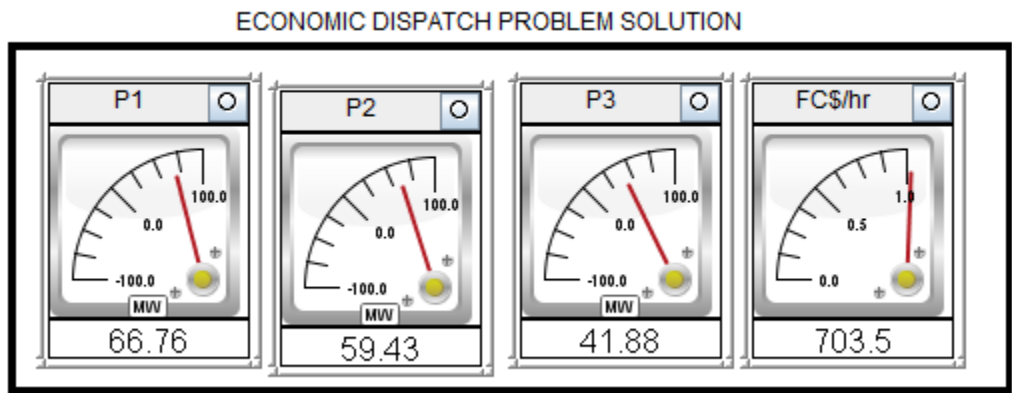 ECONOMIC DISPATCH PROBLEM SOLUTION
P1
100.0
0.0
-100.0
MW
66.76
P2
100.0
0.0
-100.0
MW
59.43
P3
100.0
0.0
-100.0
MW
41.88
FC$/hr
1.0
0.5
0.0
703.5